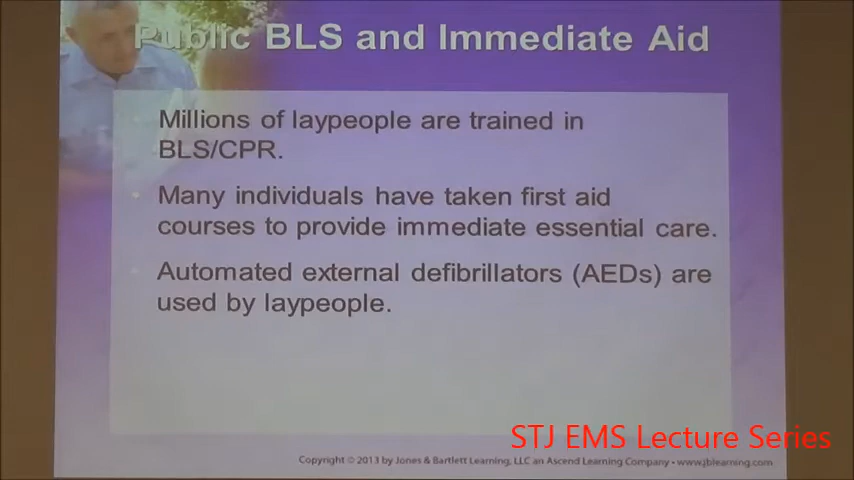 Public BLS and Immediate Aid
Millions of laypeople are trained in
BLS/CPR.
Many individuals have taken first aid
courses to provide immediate essential care.
Automated external defibrillators (AEDs) are
used by laypeople.
STJ EMS Lecture Series
Copyright © 2013 by Jones & Bartlett Learning, LLC an Ascend Learning Company • www.jblearning.com